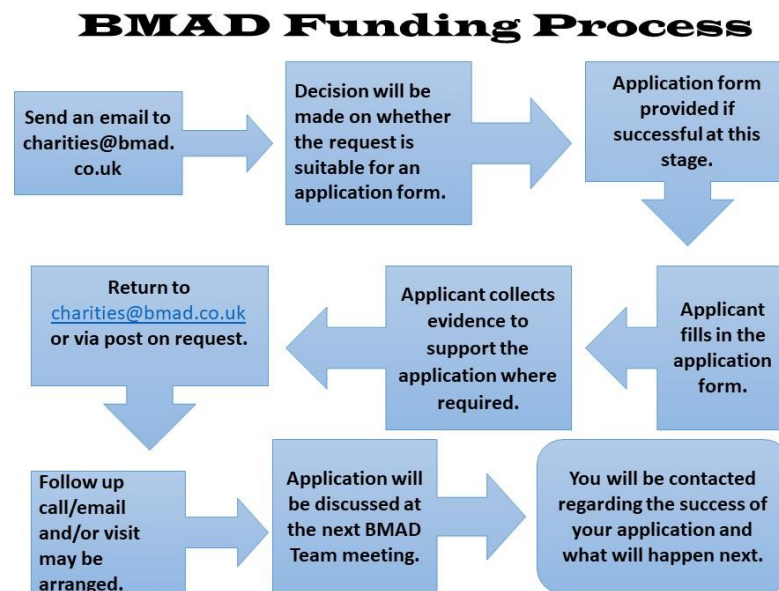 BMAD Funding Process
Send an email to
charities@bmad.
co.uk
Decision will be
made on whether
the request is
suitable for an
application form.
Application form
provided if
successful at this
stage.
Applicant
fills in the
application
form.
Applicant collects
evidence to
support the
application where
required.
Return to
charities@bmad.co.uk
or via post on request.
Follow up
call/email
and/or visit
may be
arranged.
Application will
be discussed at
the next BMAD
Team meeting.
You will be contacted
regarding the success of
your application and
what will happen next.